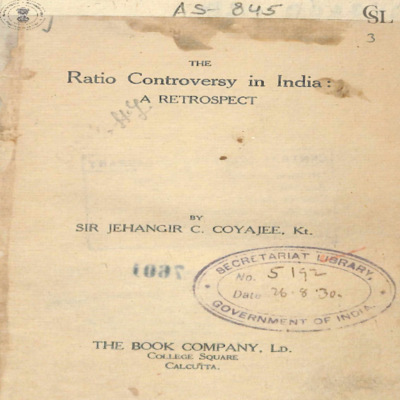 AS-845
CSL
3
THE
Ratio Controversy in India:
A RETROSPECT
BY
SIR JEHANGIR C. COYAJEE, Kt.
SECRETARIAT LIBRARY,
No. 5192
Date 26.8.30.
GOVERNMENT OF INDIA.
THE BOOK COMPANY, LD.
COLLEGE SQUARE
CALCUTTA.